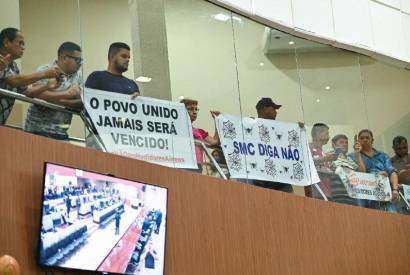 O POVO UNIDO
JAMAIS SERÁ
VENCIDO!
SMC DIGA NÃO